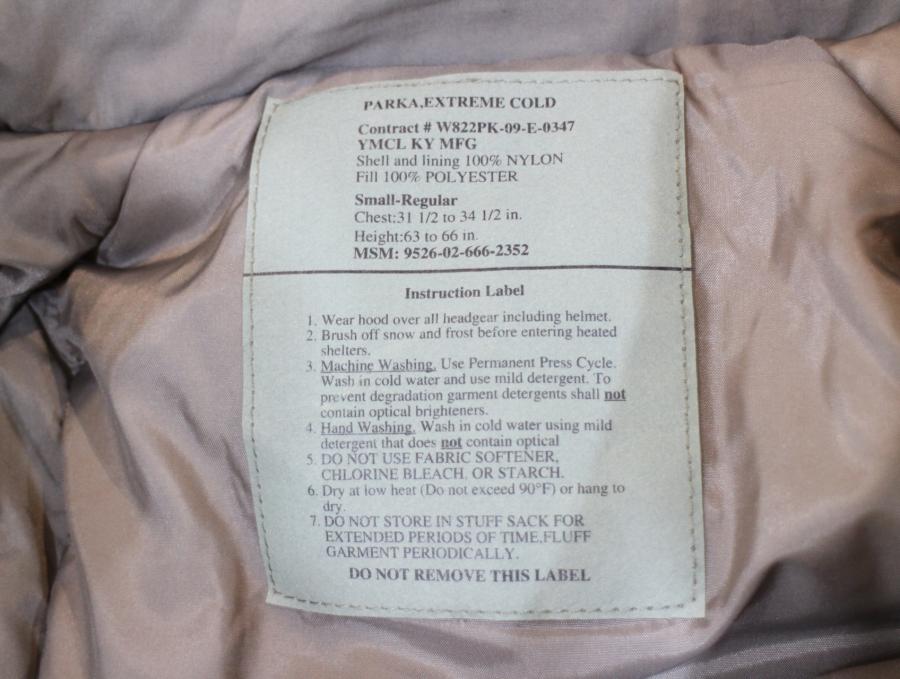 PARKA,EXTREME COLD
Contract # W822PK-09-E-0347
YMCL KY MFG
Shell and lining 100% NYLON
Fill 100% POLYESTER
Small-Regular
Chest:31 1/2 to 34 1/2 in.
Height:63 to 66 in.
MSM: 9526-02-666-2352
Instruction Label
1. Wear hood over all headgear including helmet.
2. Brush off snow and frost before entering heated
shelters.
3. Machine Washing. Use Permanent Press Cycle.
Wash in cold water and use mild detergent. To
prevent degradation garment detergents shall not
contain optical brighteners.
4. Hand Washing. Wash in cold water using mild
detergent that does not contain optical
5. DO NOT USE FABRIC SOFTENER,
CHLORINE BLEACH, OR STARCH.
6. Dry at low heat (Do not exceed 90°F) or hang to
dry.
7. DO NOT STORE IN STUFF SACK FOR
EXTENDED PERIODS OF TIME.FLUFF
GARMENT PERIODICALLY.
DO NOT REMOVE THIS LABEL